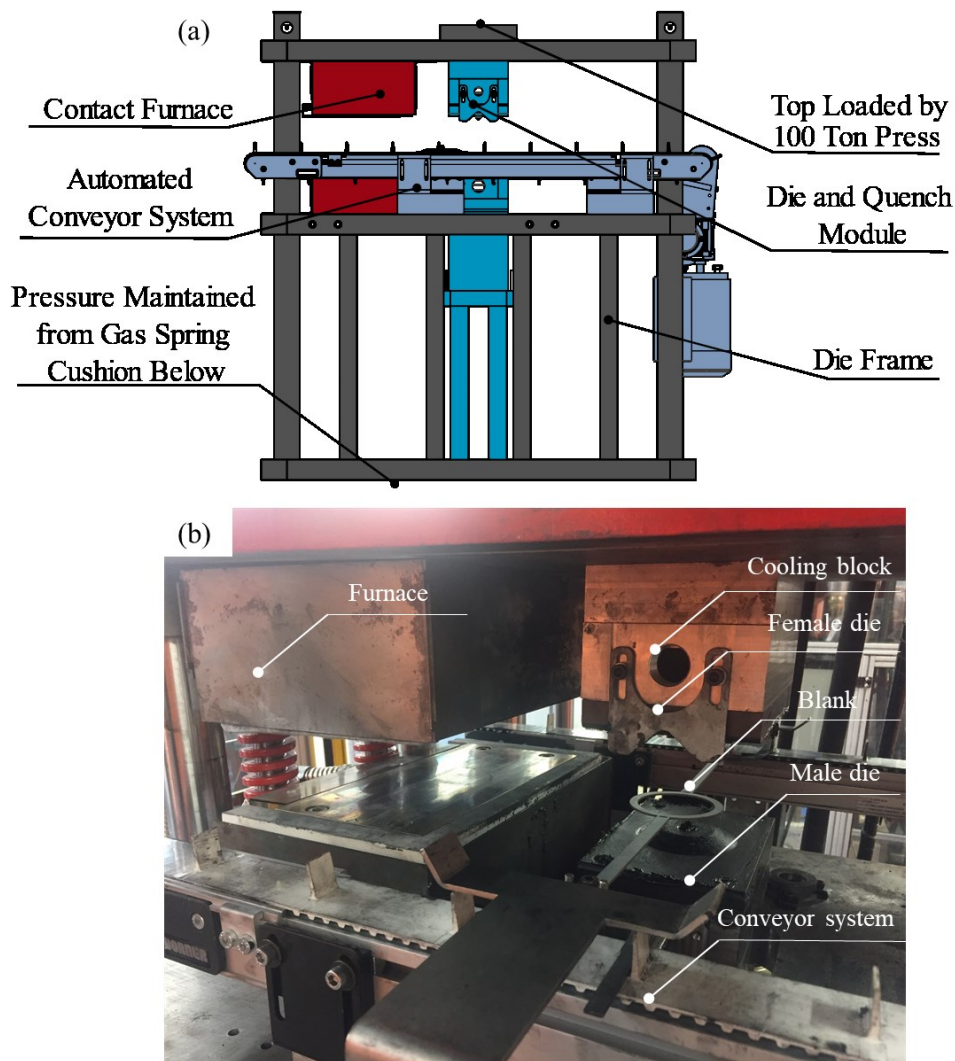 (a)
Contact Furnace
Automated
Conveyor System
Pressure Maintained
from Gas Spring
Cushion Below
Top Loaded by
100 Ton Press
Die and Quench
Module
Die Frame
(b)
Furnace
Cooling block
Female die
Blank
Male die
Conveyor system
DORNER